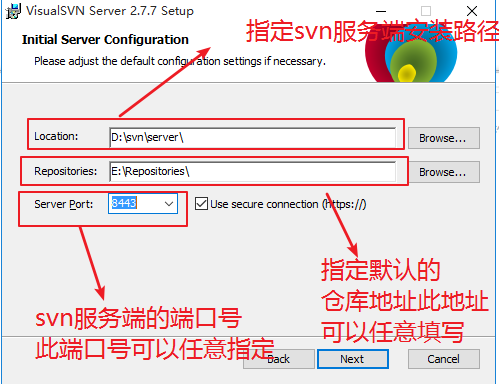 VisualSVN Server 2.7.7 Setup
Initial Server Configuration
指定svn服务端安装路径
Please adjust the default configuration settings if necessary.
Location: D:\svn\server\ Browse...
Repositories: E:\Repositories\ Browse...
Server Port: 8443 Use secure connection (https://)
指定默认的
仓库地址此地址
可以任意填写
svn服务端的端口号
此端口号可以任意指定
Back Next Cancel